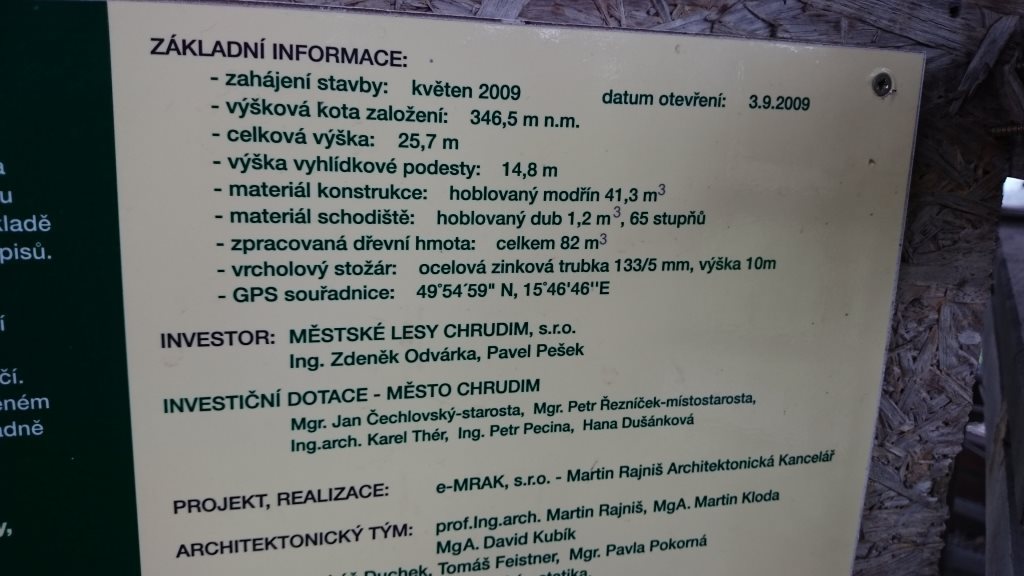 ZÁKLADNÍ INFORMACE:
- zahájení stavby: květen 2009 datum otevření: 3.9.2009
- výšková kota založení: 346,5 m n.m.
- celková výška: 25,7 m
- výška vyhlídkové podesty: 14,8 m
- materiál konstrukce: hoblovaný modřín 41,3 m³
- materiál schodiště: hoblovaný dub 1,2 m³, 65 stupňů
- zpracovaná dřevní hmota: celkem 82 m³
- vrcholový stožár: ocelová zinková trubka 133/5 mm, výška 10m
- GPS souřadnice: 49°54´59" N, 15°46'46''E
INVESTOR: MĚSTSKÉ LESY CHRUDIM, s.r.o.
Ing. Zdeněk Odvárka, Pavel Pešek
INVESTIČNÍ DOTACE - MĚSTO CHRUDIM
Mgr. Jan Čechlovský-starosta, Mgr. Petr Řezníček-místostarosta,
Ing.arch. Karel Thér, Ing. Petr Pecina, Hana Dušánková
PROJEKT, REALIZACE: e-MRAK, s.r.o. - Martin Rajniš Architektonická Kancelář
ARCHITEKTONICKÝ TÝM: prof.Ing.arch. Martin Rajniš, MgA. Martin Kloda
MgA. David Kubík
Duchek, Tomáš Feistner, Mgr. Pavla Pokorná